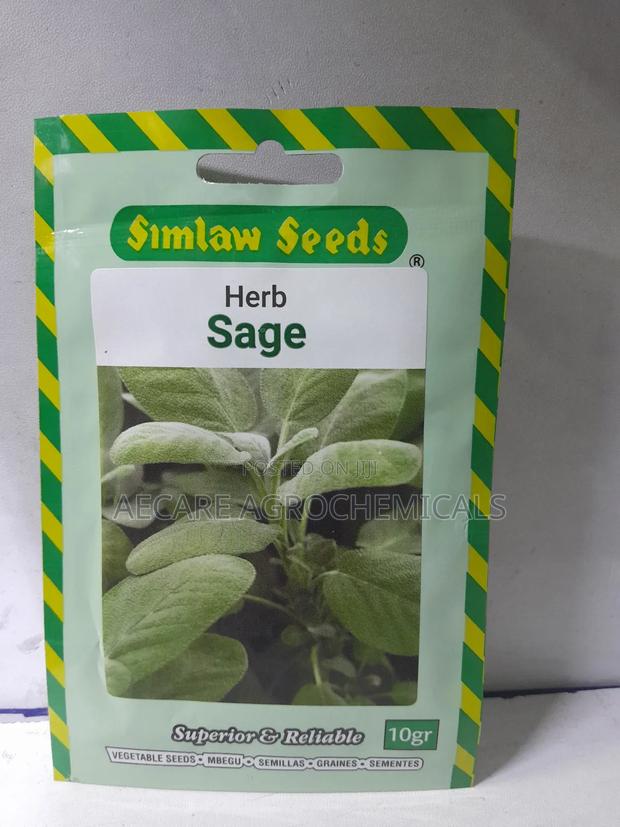 Simlaw Seeds
®
Herb
Sage
POSTED ON JIJI
AECARE AGROCHEMICALS
Superior & Reliable
10gr
VEGETABLE SEEDS • MBEGU • SEMILLAS • GRAINES • SEMENTES